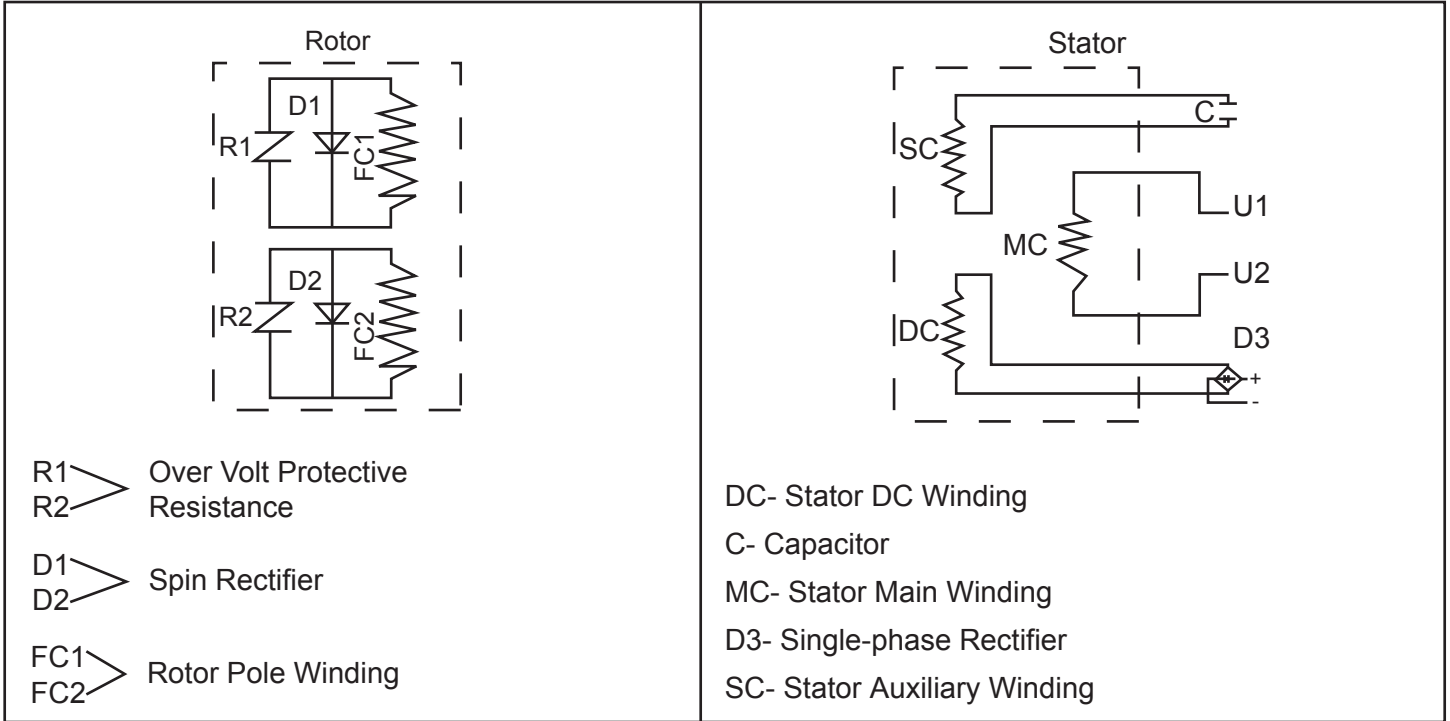 Rotor
D1
R1
FC1
D2
R2
FC2
R1
R2
Over Volt Protective
Resistance
D1
D2
Spin Rectifier
FC1
FC2
Rotor Pole Winding
Stator
C
SC
U1
MC
U2
DC
D3
+
-
DC- Stator DC Winding
C- Capacitor
MC- Stator Main Winding
D3- Single-phase Rectifier
SC- Stator Auxiliary Winding